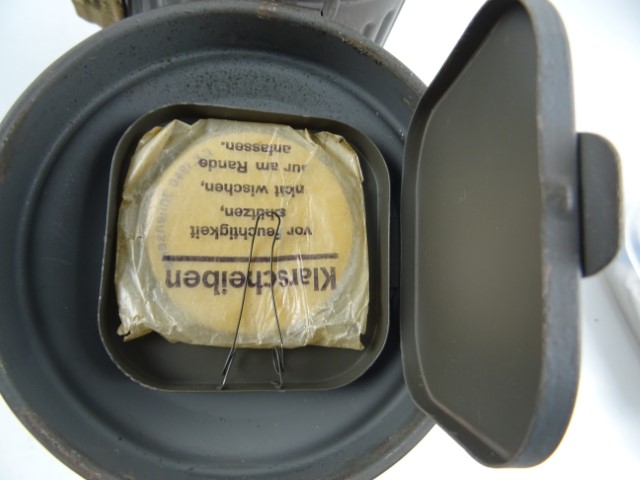 Klarscheiben
vor Feuchtigkeit
schützen,
nicht wischen,
nur am Rande
anfassen.